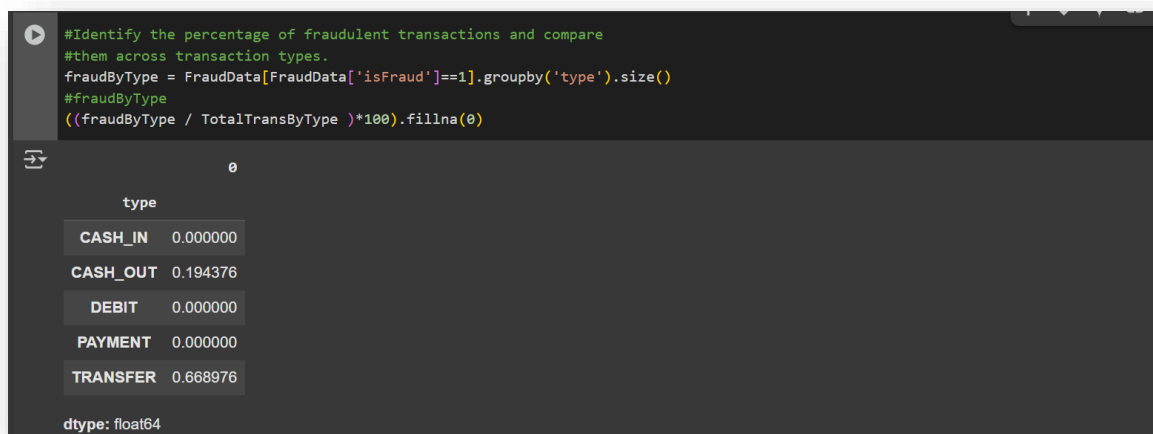 #Identify the percentage of fraudulent transactions and compare
#them across transaction types.
fraudByType = FraudData[FraudData['isFraud']==1].groupby('type').size()
#fraudByType
((fraudByType / TotalTransByType )*100).fillna(0)
0
type
CASH_IN 0.000000
CASH_OUT 0.194376
DEBIT 0.000000
PAYMENT 0.000000
TRANSFER 0.668976
dtype: float64